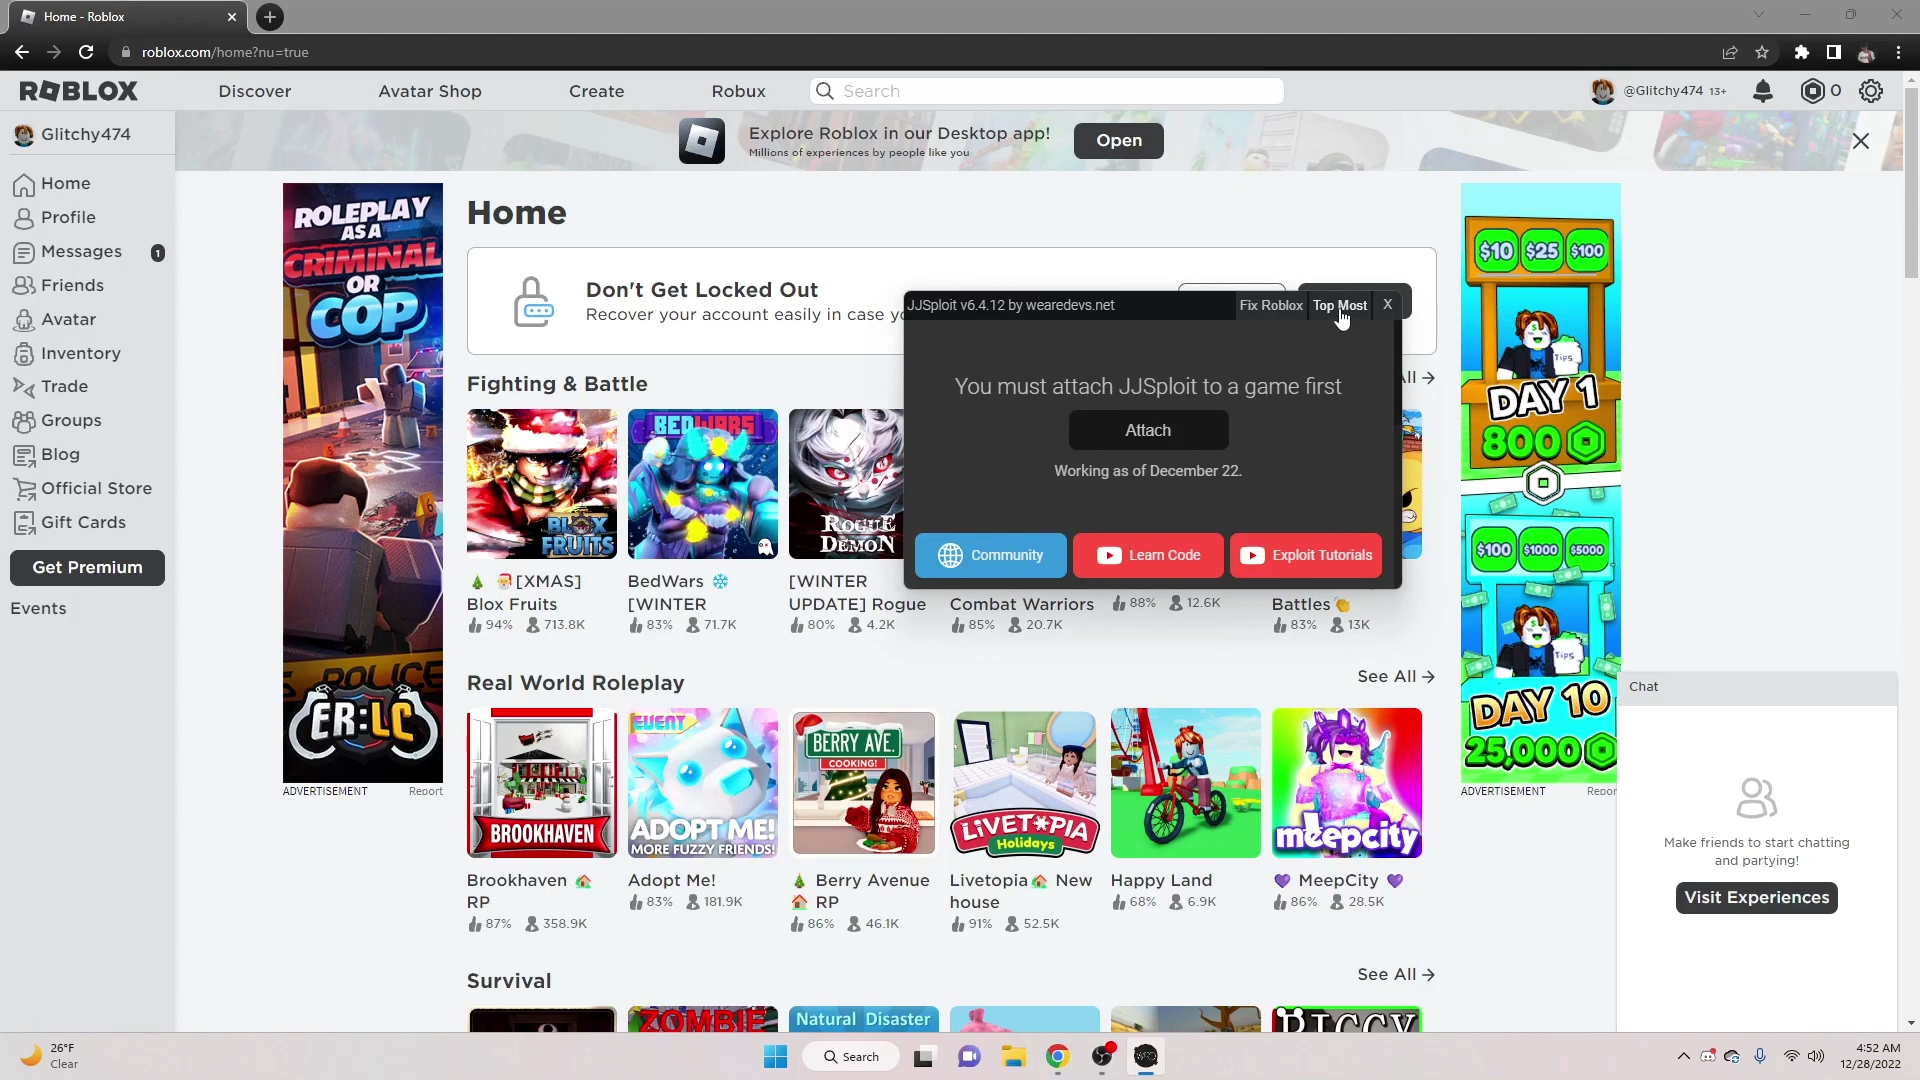 Home - Roblox
roblox.com/home?nu=true
ROBLOX
Discover
Avatar Shop
Create
Robux
Search
@Glitchy474 13+
0
Glitchy474
Explore Roblox in our Desktop app!
Millions of experiences by people like you
Open
Home
Profile
Messages
1
Friends
Avatar
Inventory
Trade
Groups
Blog
Official Store
Gift Cards
Get Premium
Events
ROLEPLAY
AS A
CRIMINAL
OR
COP
POLICE
ER:LC
ADVERTISEMENT
Report
Home
Don't Get Locked Out
Recover your account easily in case yo
JJSploit v6.4.12 by wearedevs.net
Fix Roblox
Top Most
X
You must attach JJSploit to a game first
Attach
Working as of December 22.
Community
Learn Code
Exploit Tutorials
Fighting & Battle
All →
BLOX
FRUITS
BEDWARS
ROGUE
DEMON
🎄 🎅[XMAS]
Blox Fruits
94% 713.8K
BedWars ❄️
[WINTER
83% 71.7K
[WINTER
UPDATE] Rogue
80% 4.2K
Combat Warriors
85% 20.7K
88% 12.6K
Battles👏
83% 13K
Real World Roleplay
See All →
BROOKHAVEN
EVENT
ADOPT ME!
MORE FUZZY FRIENDS!
BERRY AVE.
COOKING!
LIVETOPIA
Holidays
meepcity
Brookhaven 🏠
RP
87% 358.9K
Adopt Me!
83% 181.9K
🎄 Berry Avenue
🏠 RP
86% 46.1K
Livetopia🏠 New
house
91% 52.5K
Happy Land
68% 6.9K
💜 MeepCity 💜
86% 28.5K
Survival
See All →
ZOMBIE
Natural Disaster
PIGGY
$10 $25 $100
Tips
DAY 1
800
$100 $1000 $5000
Tips
DAY 10
25,000
ADVERTISEMENT
Repor
Chat
Make friends to start chatting
and partying!
Visit Experiences
26°F
Clear
Search
4:52 AM
12/28/2022